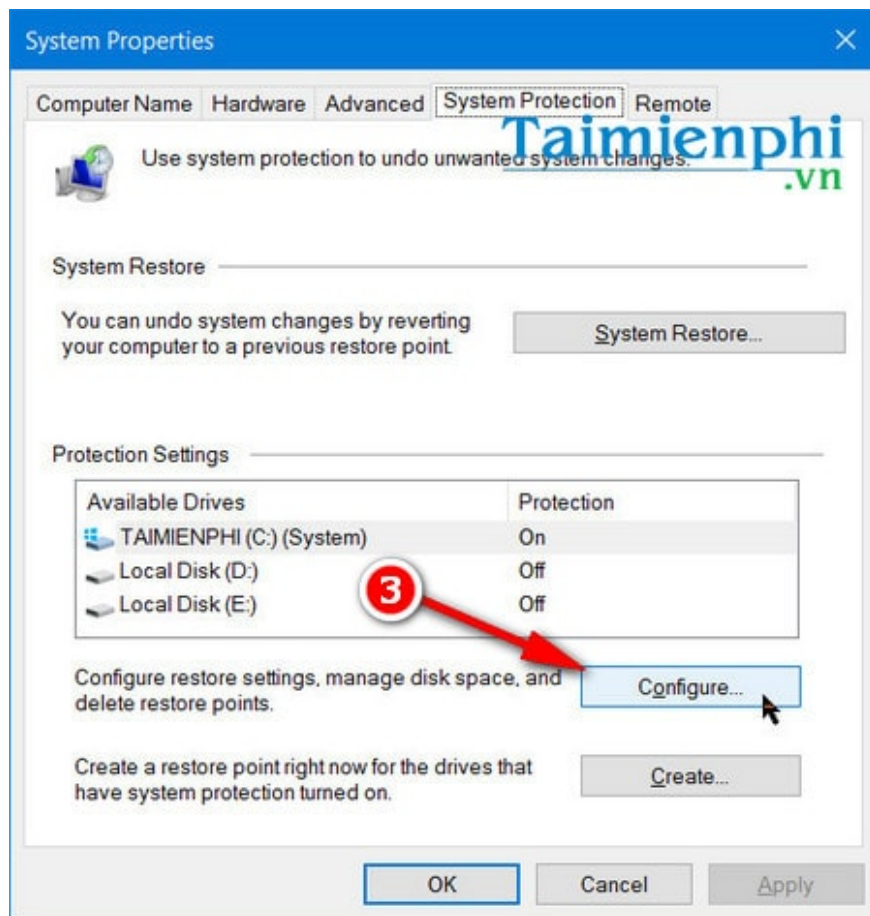 System Properties
Computer Name Hardware Advanced System Protection Remote
Taimienphi
.vn
Use system protection to undo unwanted system changes.
System Restore
You can undo system changes by reverting
your computer to a previous restore point.
System Restore...
Protection Settings
Available Drives Protection
TAIMIENPHI (C:) (System) On
Local Disk (D:) Off
Local Disk (E:) Off
3
Configure restore settings, manage disk space, and
delete restore points.
Configure...
Create a restore point right now for the drives that
have system protection turned on.
Create...
OK Cancel Apply